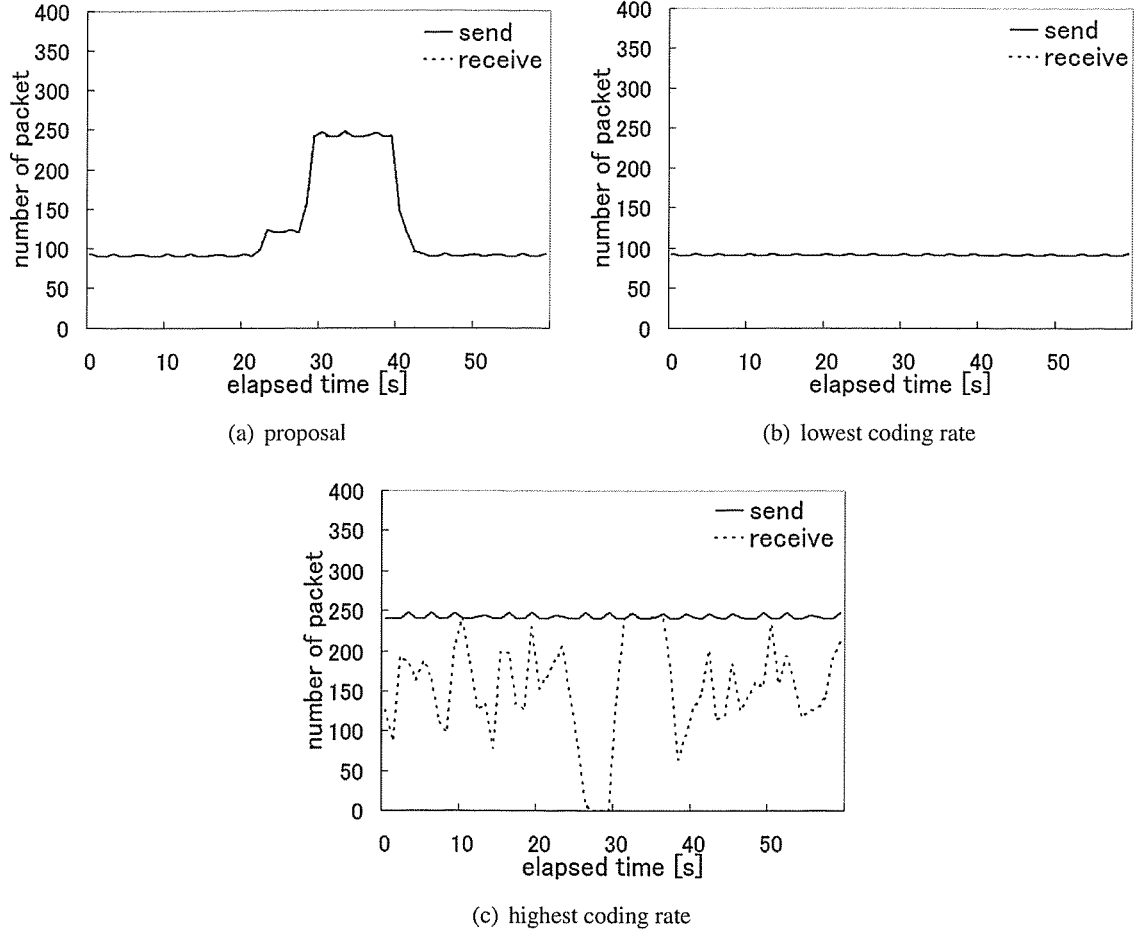 send
receive
number of packet
400
350
300
250
200
150
100
50
0
0 10 20 30 40 50
elapsed time [s]
(a) proposal
send
receive
number of packet
400
350
300
250
200
150
100
50
0
0 10 20 30 40 50
elapsed time [s]
(b) lowest coding rate
send
receive
number of packet
400
350
300
250
200
150
100
50
0
0 10 20 30 40 50
elapsed time [s]
(c) highest coding rate